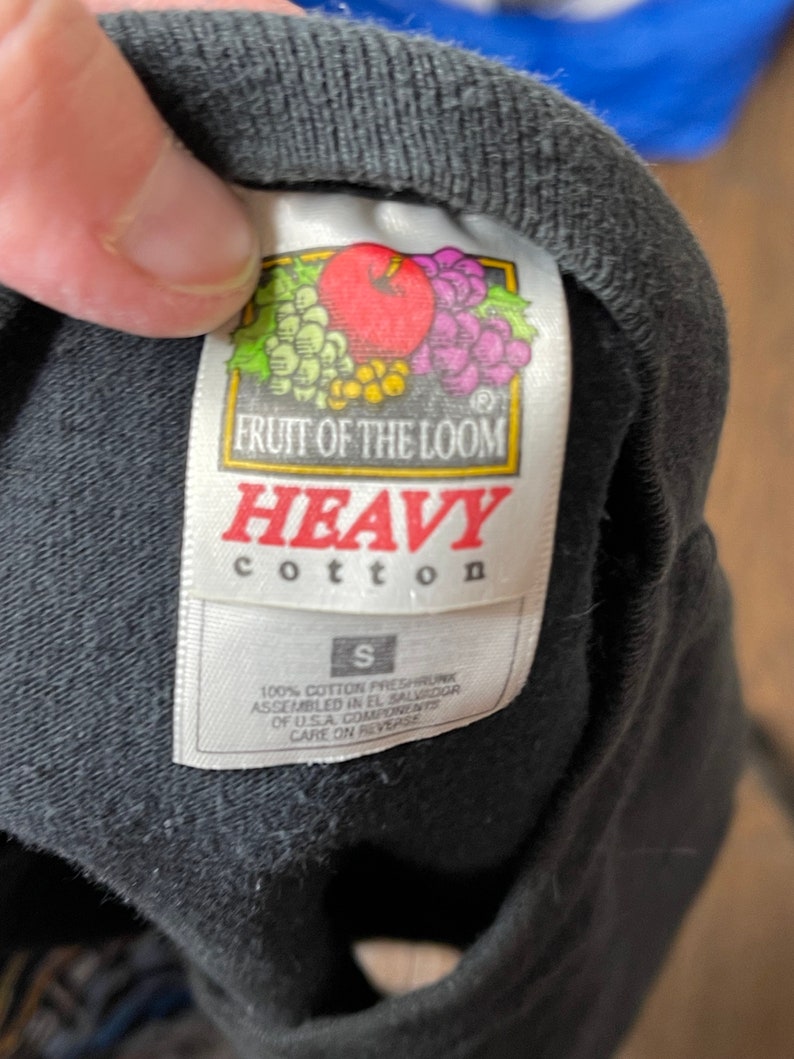 ®
FRUIT OF THE LOOM
HEAVY
cotton
S
100% COTTON PRESHRUNK
ASSEMBLED IN EL SALVADOR
OF U.S.A. COMPONENTS
CARE ON REVERSE